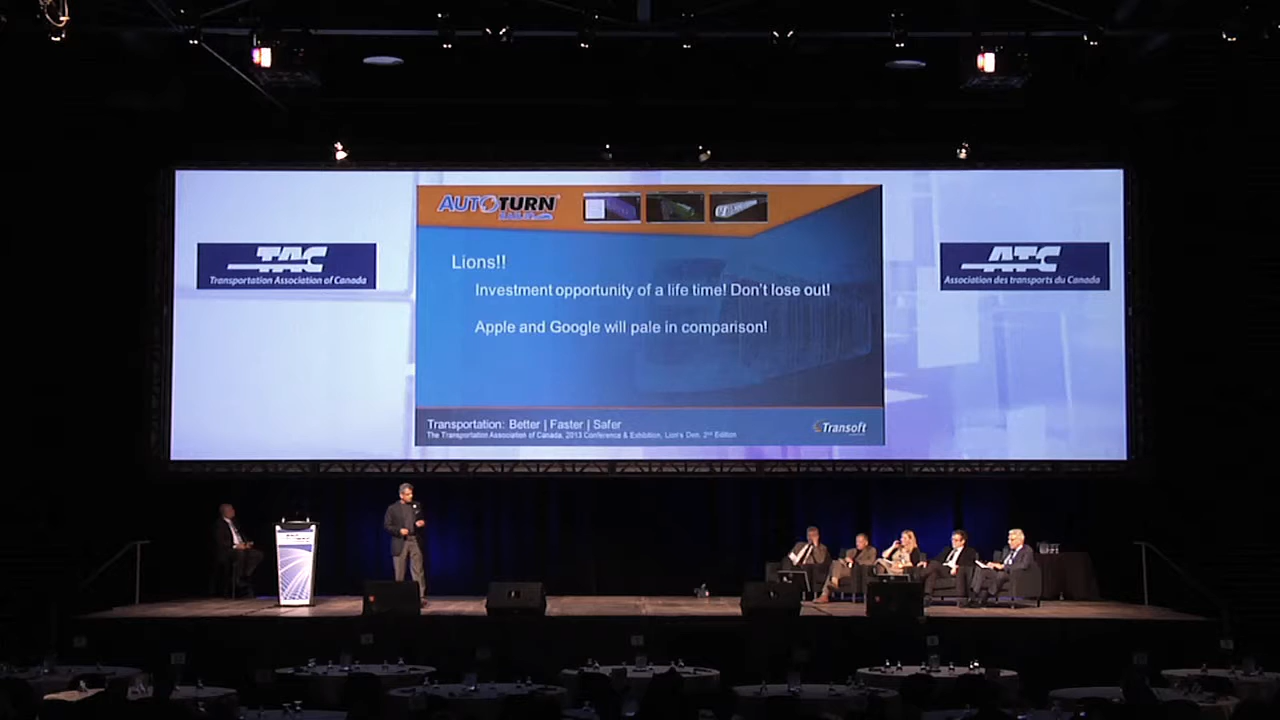 AUTOTURN
Lions!!
TAC
Transportation Association of Canada
ATC
Association des transports du Canada
Investment opportunity of a life time! Don't lose out!
Apple and Google will pale in comparison!
Transportation: Better | Faster | Safer
The Transportation Association of Canada, 2013 Conference & Exhibition, Lion's Den, 2nd Edition
Transoft